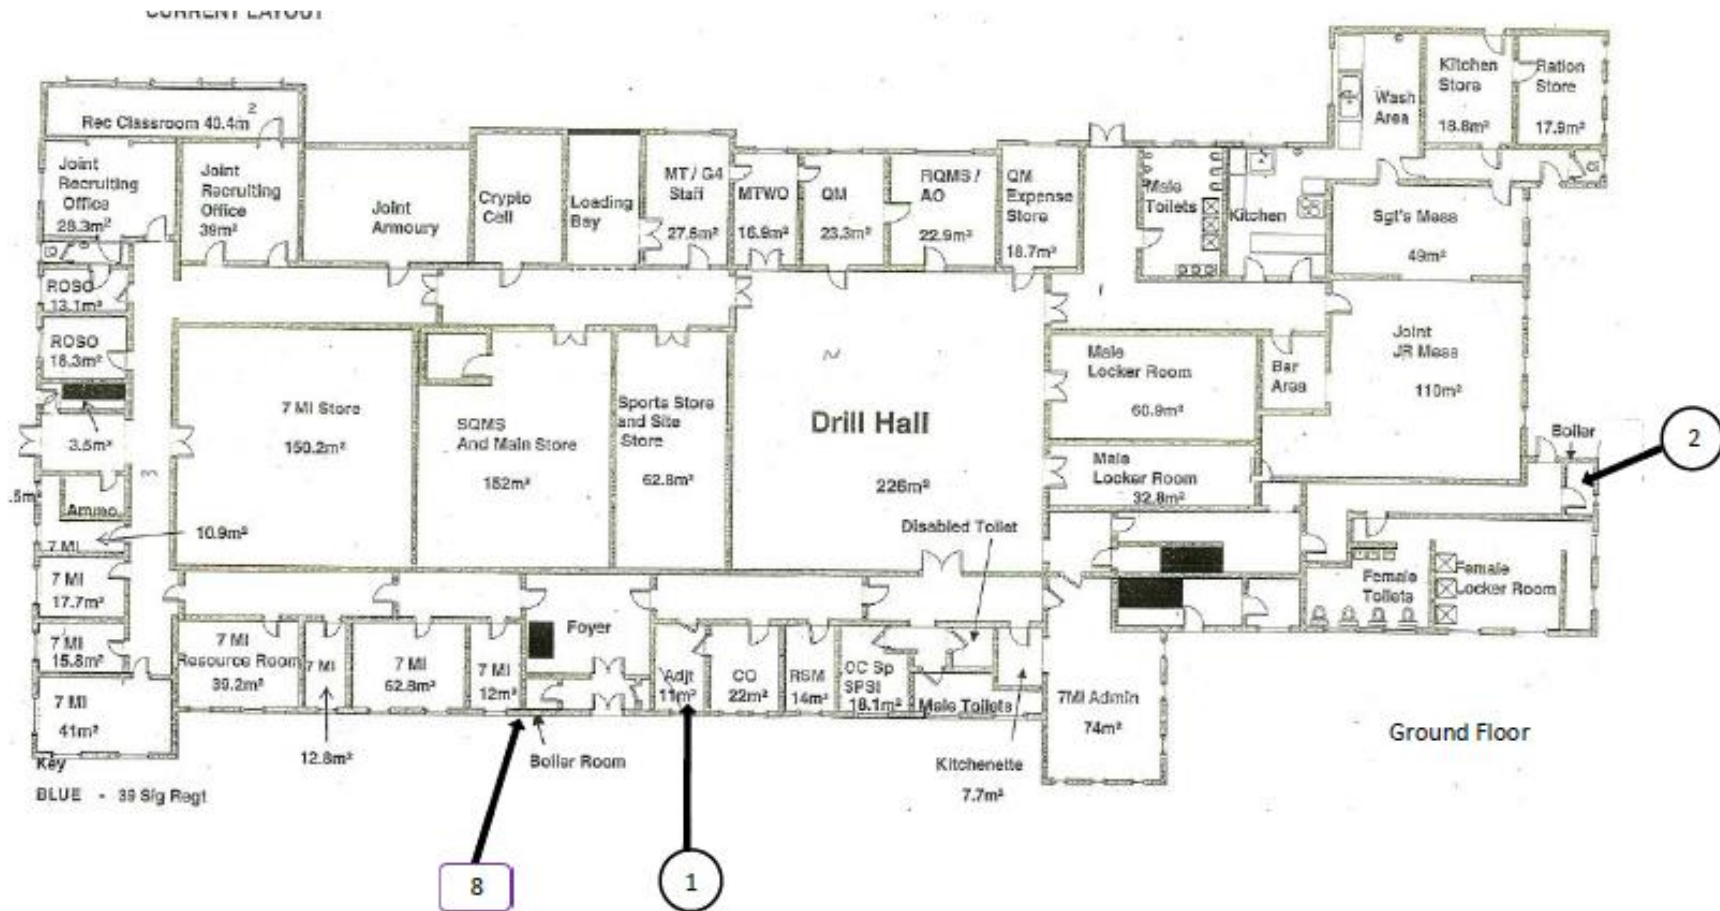 CURRENT LAYOUT
Rec Classroom 40.4m²
Joint
Recruiting
Office
28.3m²
Joint
Recruiting
Office
39m²
Joint
Armoury
Crypto
Cell
Loading
Bay
MT / G4
Staff
27.8m²
MTWO
16.9m²
QM
23.3m²
RQMS /
AO
22.9m²
QM
Expense
Store
18.7m²
Male
Toilets
Kitchen
Wash
Area
Kitchen
Store
18.8m²
Ration
Store
17.9m²
Sgt's Mess
49m²
ROSO
13.1m²
ROSO
18.3m²
3.5m²
7 MI Store
150.2m²
SQMS
And Main Store
152m²
Sports Store
and Site
Store
62.8m²
Drill Hall
226m²
Male
Locker Room
60.9m²
Bar
Area
Joint
JR Mess
110m²
Male
Locker Room
32.8m²
Boiler
2
Ammo
7 MI
10.9m²
Disabled Toilet
7 MI
17.7m²
7 MI
15.8m²
7 MI
41m²
7 MI
Resource Room
39.2m²
7 MI
12.8m²
7 MI
62.8m²
7 MI
12m²
Foyer
Boiler Room
Adjt
11m²
CO
22m²
RSM
14m²
OC Sp
SPSI
18.1m²
Male Toilets
Kitchenette
7.7m²
7MI Admin
74m²
Female
Toilets
Female
Locker Room
Ground Floor
Key
BLUE - 39 Sig Regt
8
1